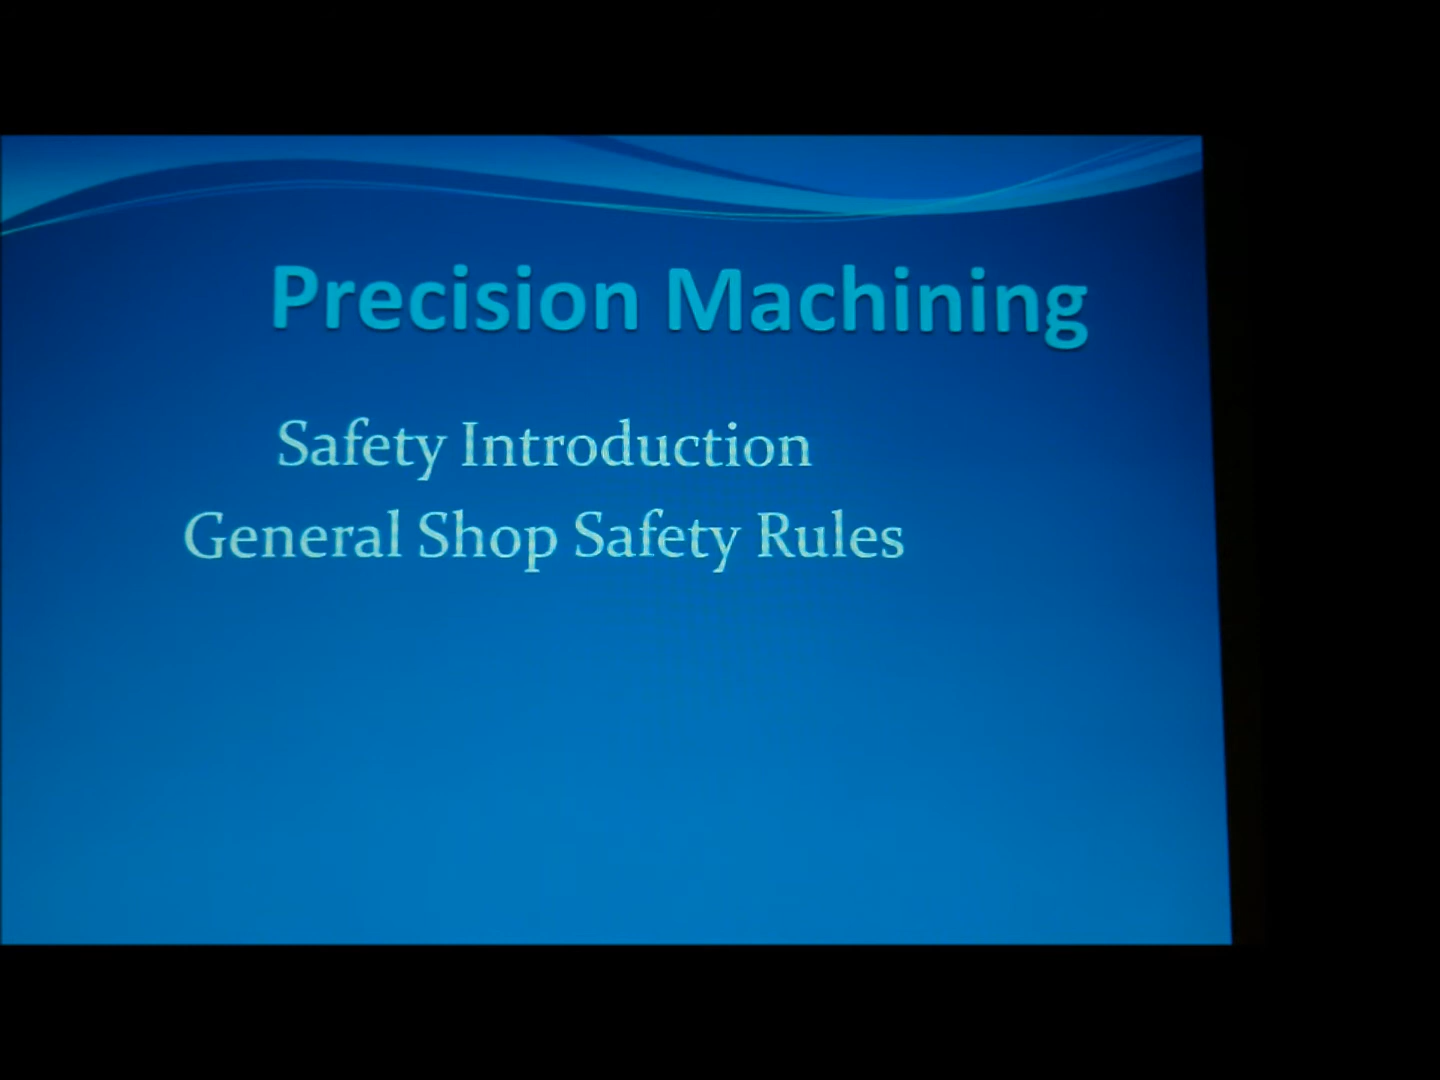 Precision Machining
Safety Introduction
General Shop Safety Rules